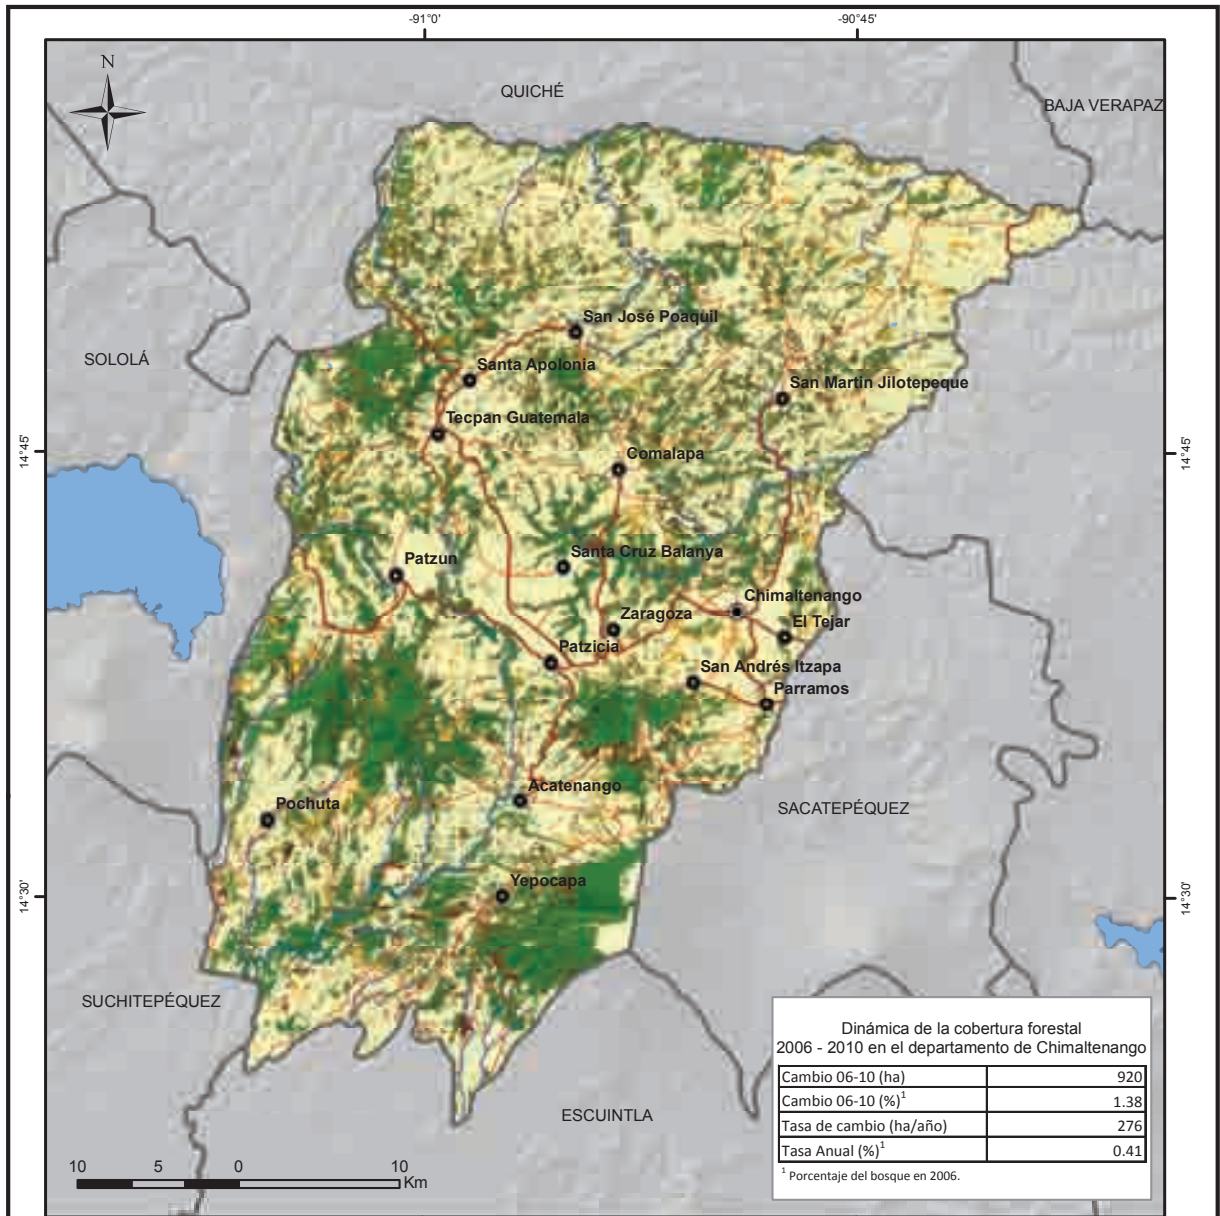 -91°0'
-90°45'
N
QUICHÉ
BAJA VERAPAZ
San José Poaquil
SOLOLÁ
Santa Apolonia
San Martin Jilotepeque
Tecpan Guatemala
14°45'
14°45'
Comalapa
Santa Cruz Balanya
Patzun
Chimaltenango
Zaragoza
El Tejar
Patzicia
San Andrés Itzapa
Parramos
Acatenango
Pochuta
SACATEPÉQUEZ
Yepocapa
14°30'
14°30'
SUCHITEPÉQUEZ
ESCUINTLA
Dinámica de la cobertura forestal
2006 - 2010 en el departamento de Chimaltenango
Cambio 06-10 (ha) 920
Cambio 06-10 (%)¹ 1.38
Tasa de cambio (ha/año) 276
Tasa Anual (%)¹ 0.41
¹ Porcentaje del bosque en 2006.
10 5 0 10
Km